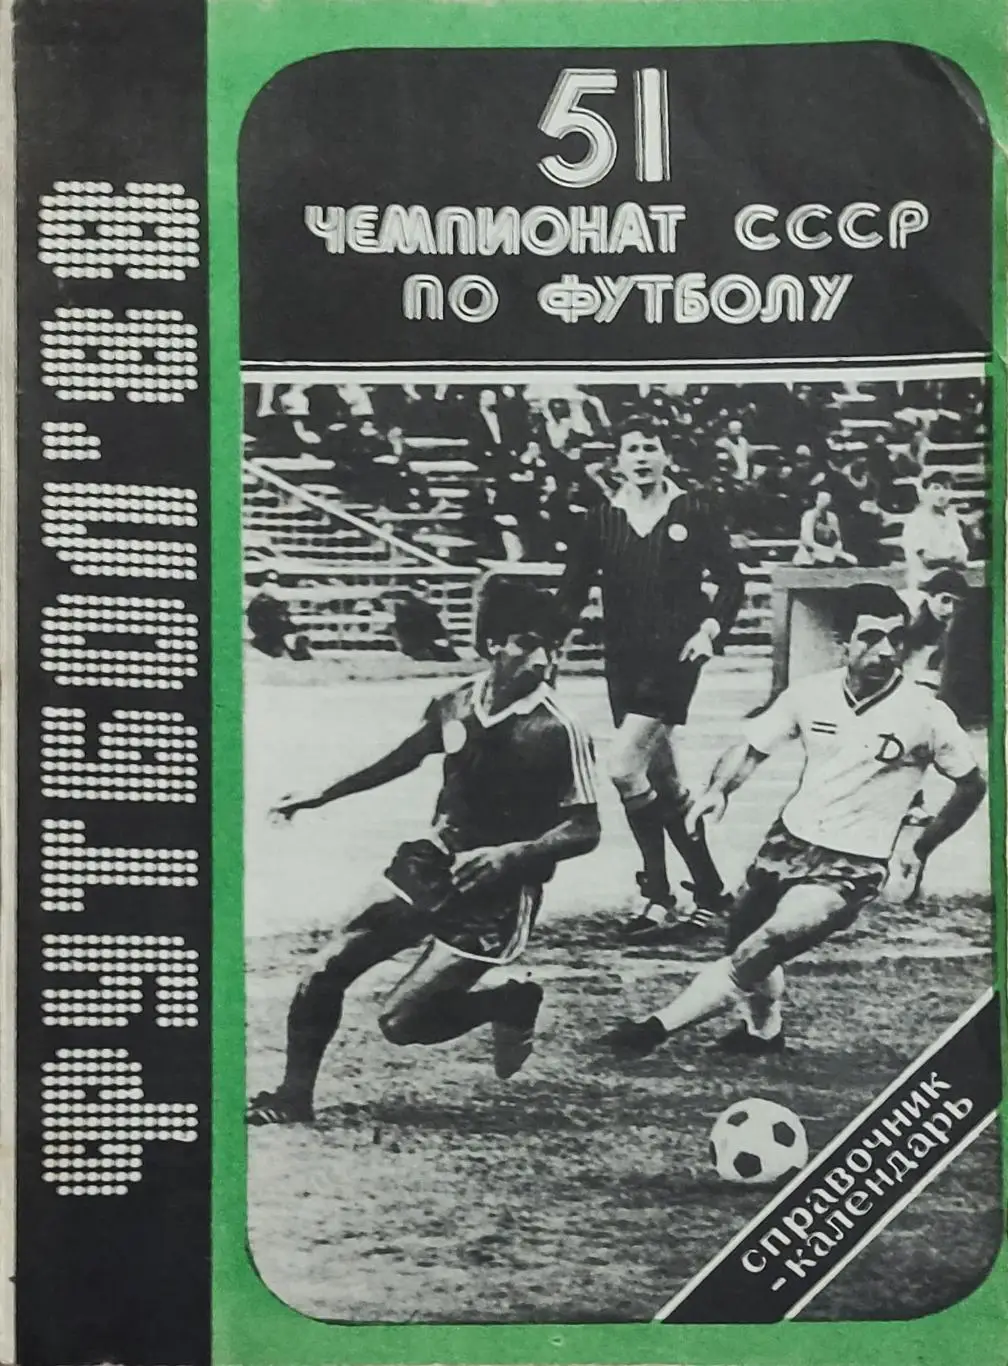 51
ЧЕМПИОНАТ СССР
ПО ФУТБОЛУ
ФУТБОЛ'88
Д
справочник
-календарь